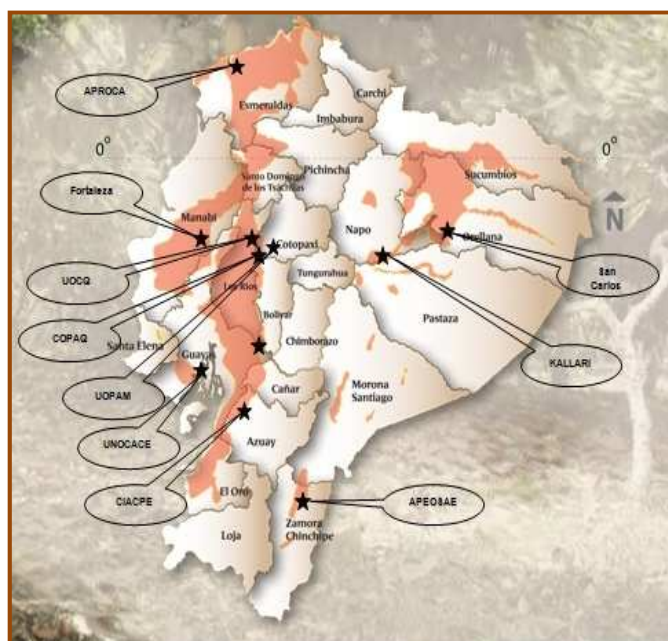 APROCA
Carchi
Esmeraldas
Imbabura
0°
0°
Fortaleza
Pichincha
Santo Domingo
de los Tsáchilas
Sucumbíos
Manabí
Napo
N
Cotopaxi
Orellana
UOCQ
San
Carlos
Tungurahua
Los Ríos
Bolívar
Pastaza
COPAQ
Chimborazo
Santa Elena
Guayas
KALLARI
UOPAM
Cañar
Morona
Santiago
UNOCACE
Azuay
CIACPE
El Oro
APEOSAE
Zamora
Chinchipe
Loja